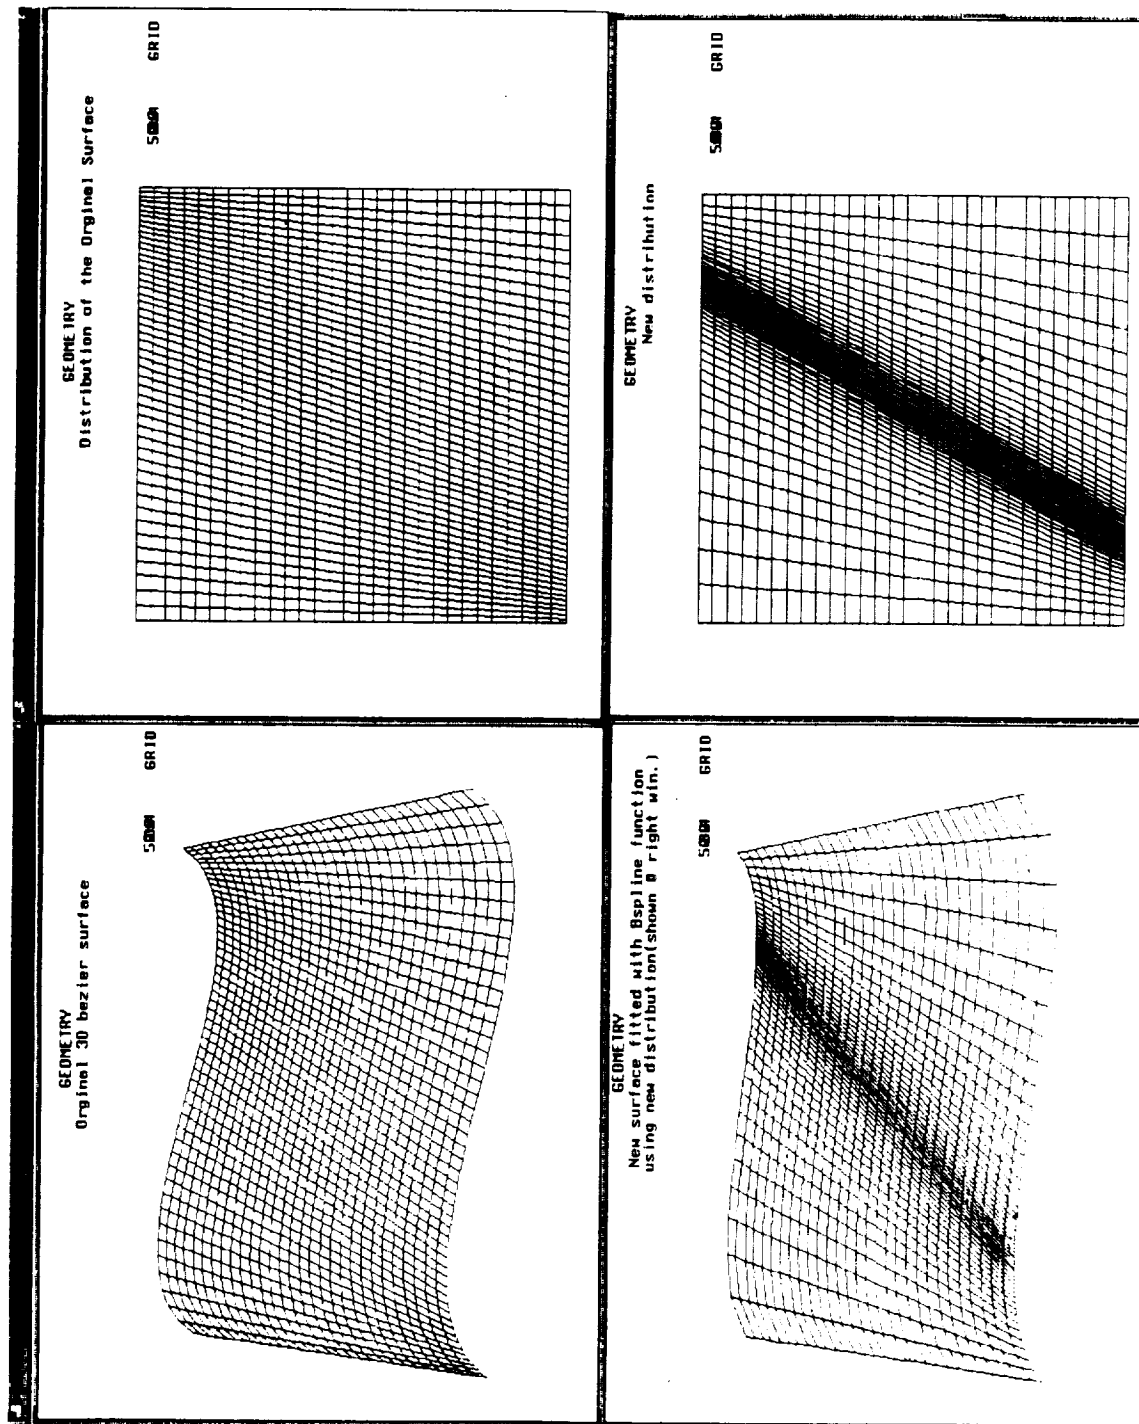 GEOMETRY
Orginal 3D bezier surface
GRID
GEOMETRY
Distribution of the Orginal Surface
GRID
GEOMETRY
New surface fitted with Bspline function
using new distribution(shown @ right win.)
GRID
GEOMETRY
New distribution
GRID